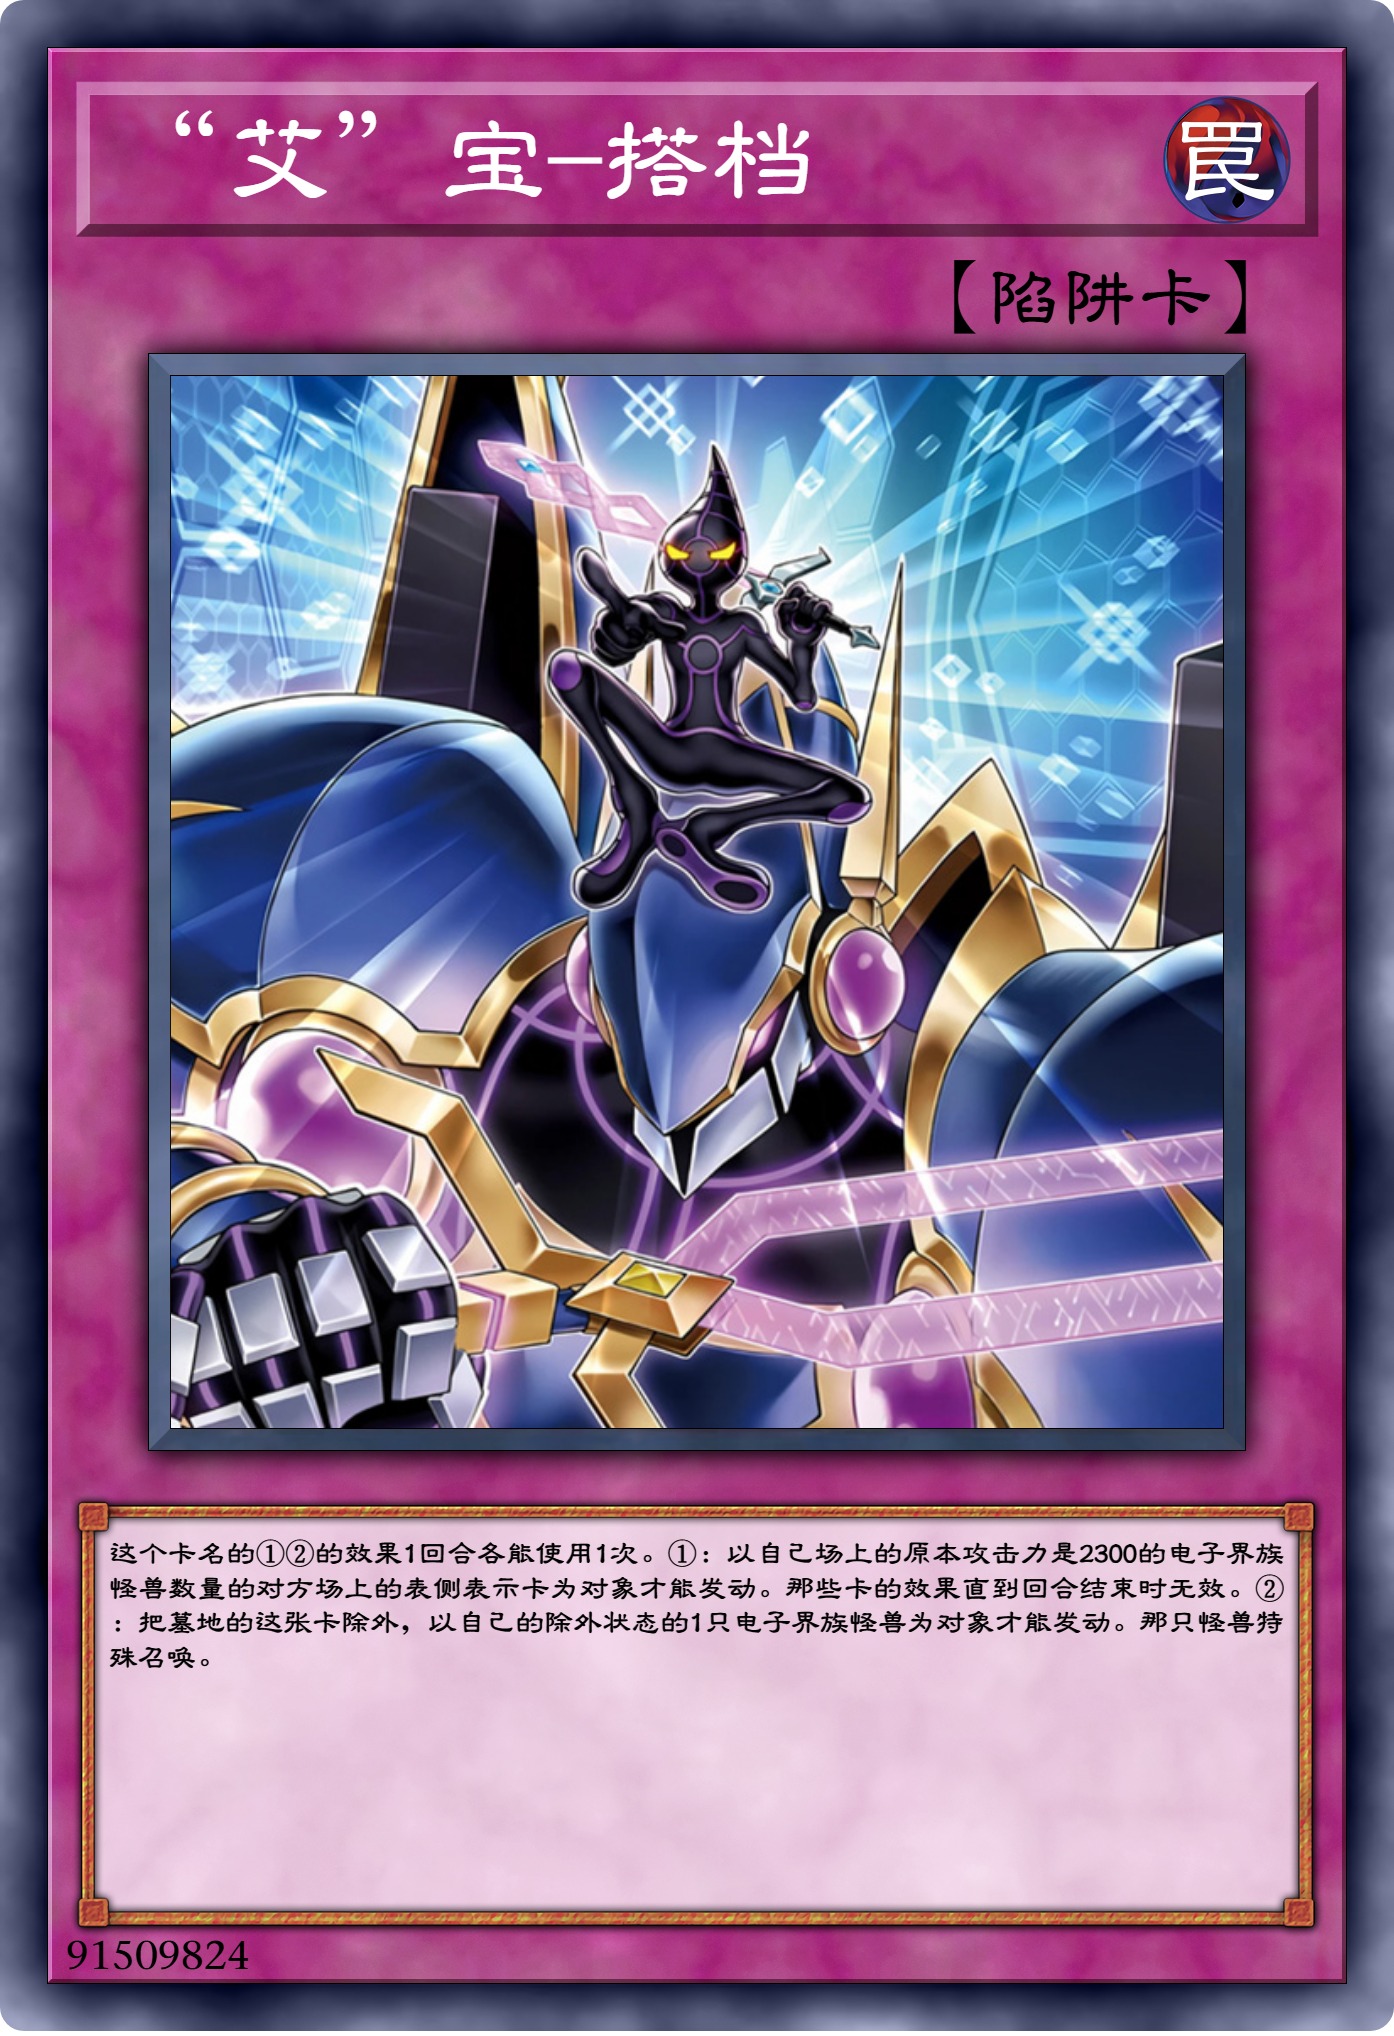 “艾”宝-搭档
罠
【陷阱卡】
这个卡名的①②的效果1回合各能使用1次。①：以自己场上的原本攻击力是2300的电子界族
怪兽数量的对方场上的表侧表示卡为对象才能发动。那些卡的效果直到回合结束时无效。②
：把墓地的这张卡除外，以自己的除外状态的1只电子界族怪兽为对象才能发动。那只怪兽特
殊召唤。
91509824